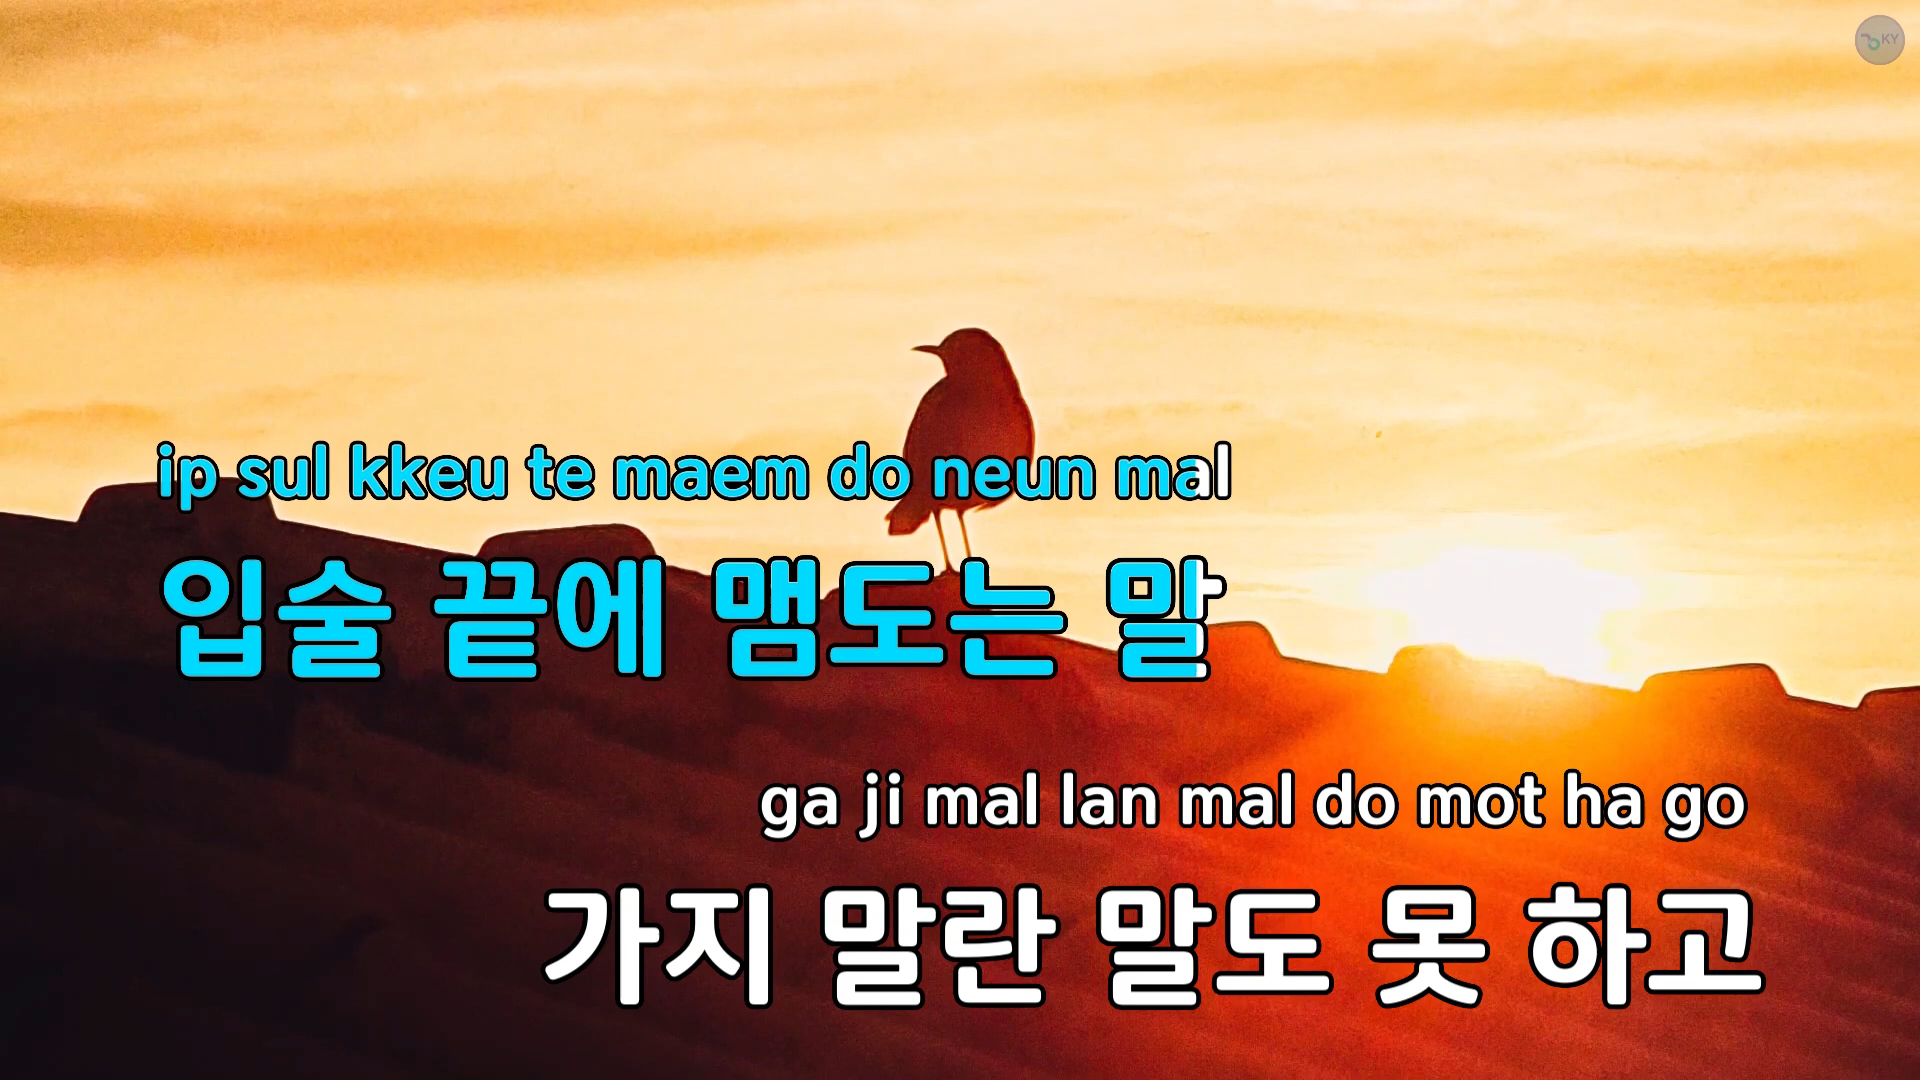 KY
ip sul kkeu te maem do neun mal
입술 끝에 맴도는 말
ga ji mal lan mal do mot ha go
가지 말란 말도 못 하고